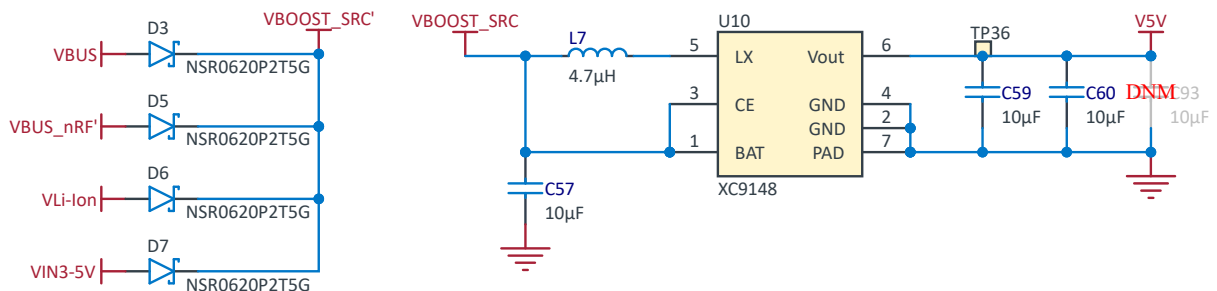 D3
VBOOST_SRC'
VBUS
NSR0620P2T5G
D5
VBUS_nRF'
NSR0620P2T5G
D6
VLi-Ion
NSR0620P2T5G
D7
VIN3-5V
NSR0620P2T5G
VBOOST_SRC
L7
4.7µH
U10
5 LX Vout 6
3 CE GND 4
GND 2
1 BAT PAD 7
XC9148
C57
10µF
TP36
V5V
C59
10µF
C60
10µF
DNM
C93
10µF